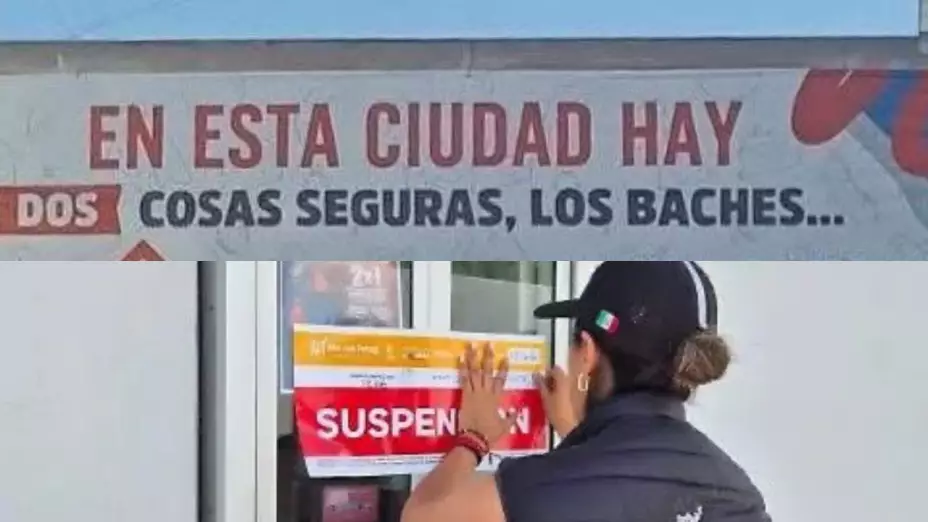 EN ESTA CIUDAD HAY
DOS COSAS SEGURAS, LOS BACHES...
2x1
SUSPEN N